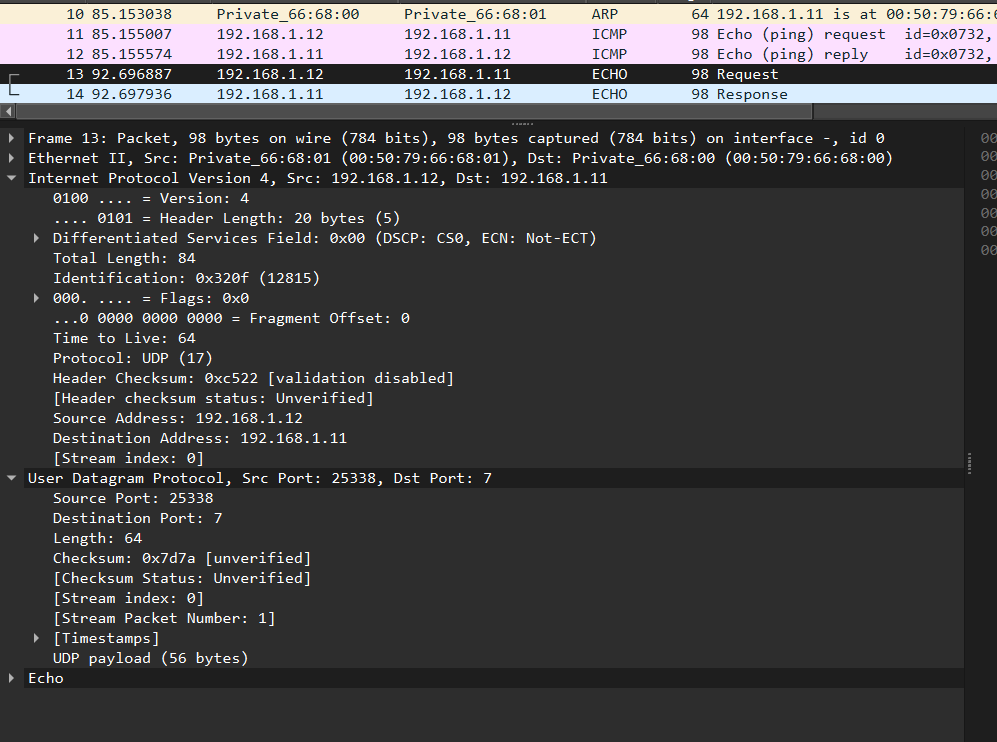 10 85.153038 Private_66:68:00 Private_66:68:01 ARP 64 192.168.1.11 is at 00:50:79:66:
11 85.155007 192.168.1.12 192.168.1.11 ICMP 98 Echo (ping) request id=0x0732,
12 85.155574 192.168.1.11 192.168.1.12 ICMP 98 Echo (ping) reply id=0x0732,
13 92.696887 192.168.1.12 192.168.1.11 ECHO 98 Request
14 92.697936 192.168.1.11 192.168.1.12 ECHO 98 Response
Frame 13: Packet, 98 bytes on wire (784 bits), 98 bytes captured (784 bits) on interface -, id 0
Ethernet II, Src: Private_66:68:01 (00:50:79:66:68:01), Dst: Private_66:68:00 (00:50:79:66:68:00)
Internet Protocol Version 4, Src: 192.168.1.12, Dst: 192.168.1.11
0100 .... = Version: 4
.... 0101 = Header Length: 20 bytes (5)
Differentiated Services Field: 0x00 (DSCP: CS0, ECN: Not-ECT)
Total Length: 84
Identification: 0x320f (12815)
000. .... = Flags: 0x0
...0 0000 0000 0000 = Fragment Offset: 0
Time to Live: 64
Protocol: UDP (17)
Header Checksum: 0xc522 [validation disabled]
[Header checksum status: Unverified]
Source Address: 192.168.1.12
Destination Address: 192.168.1.11
[Stream index: 0]
User Datagram Protocol, Src Port: 25338, Dst Port: 7
Source Port: 25338
Destination Port: 7
Length: 64
Checksum: 0x7d7a [unverified]
[Checksum Status: Unverified]
[Stream index: 0]
[Stream Packet Number: 1]
[Timestamps]
UDP payload (56 bytes)
Echo
00
00
00
00
00
00
00